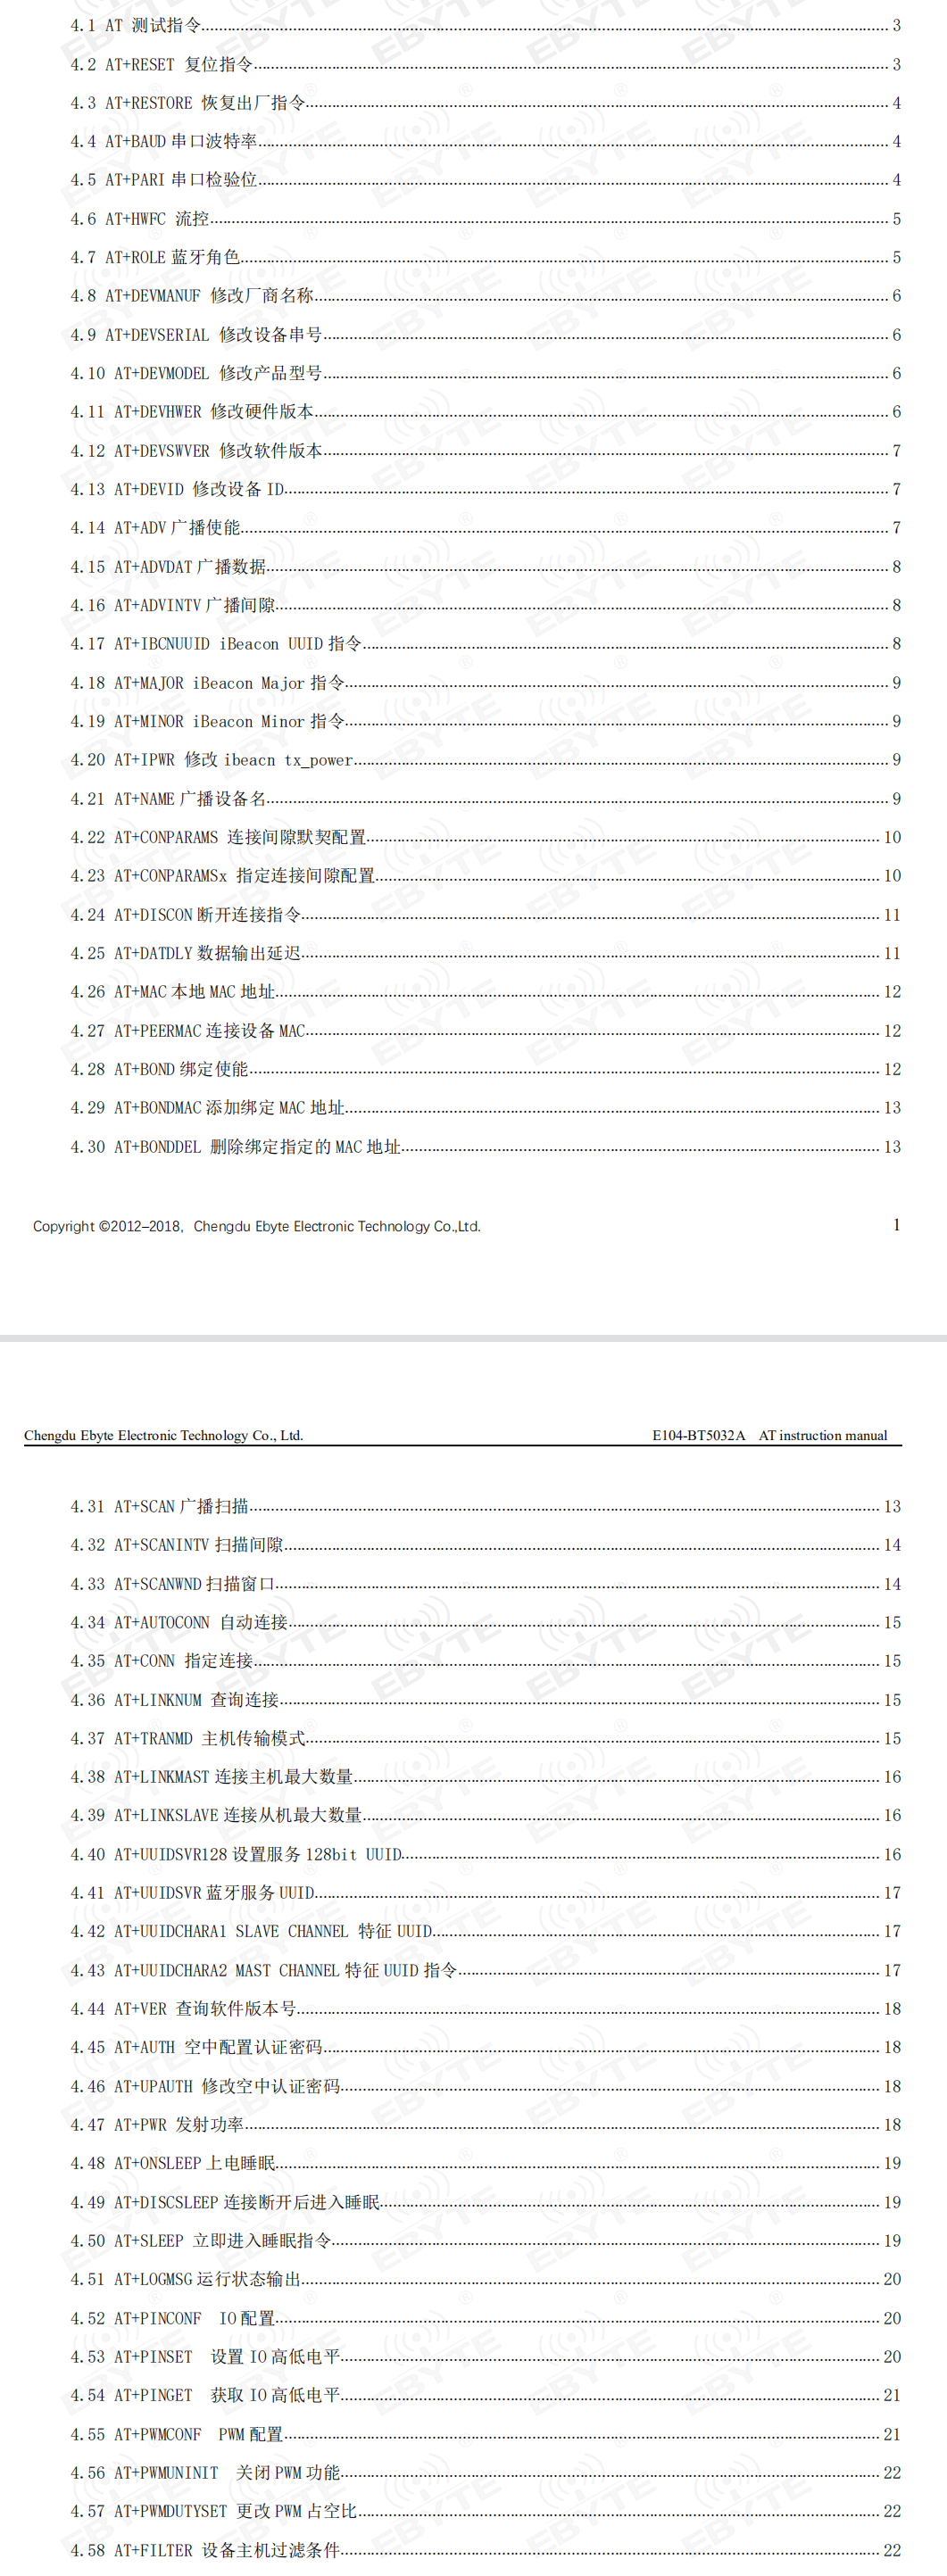 4.1 AT 测试指令 3
4.2 AT+RESET 复位指令 3
4.3 AT+RESTORE 恢复出厂指令 4
4.4 AT+BAUD 串口波特率 4
4.5 AT+PARI 串口检验位 4
4.6 AT+HWFC 流控 5
4.7 AT+ROLE 蓝牙角色 5
4.8 AT+DEVMANUF 修改厂商名称 6
4.9 AT+DEVSERIAL 修改设备串号 6
4.10 AT+DEVMODEL 修改产品型号 6
4.11 AT+DEVHWER 修改硬件版本 6
4.12 AT+DEVSWVER 修改软件版本 7
4.13 AT+DEVID 修改设备 ID 7
4.14 AT+ADV 广播使能 7
4.15 AT+ADVDAT 广播数据 8
4.16 AT+ADVINTV 广播间隙 8
4.17 AT+IBCNUUID iBeacon UUID 指令 8
4.18 AT+MAJOR iBeacon Major 指令 9
4.19 AT+MINOR iBeacon Minor 指令 9
4.20 AT+IPWR 修改 ibeacn tx_power 9
4.21 AT+NAME 广播设备名 9
4.22 AT+CONPARAMS 连接间隙默契配置 10
4.23 AT+CONPARAMSx 指定连接间隙配置 10
4.24 AT+DISCON 断开连接指令 11
4.25 AT+DATDLY 数据输出延迟 11
4.26 AT+MAC 本地 MAC 地址 12
4.27 AT+PEERMAC 连接设备 MAC 12
4.28 AT+BOND 绑定使能 12
4.29 AT+BONDMAC 添加绑定 MAC 地址 13
4.30 AT+BONDDEL 删除绑定指定的 MAC 地址 13
Copyright ©2012–2018, Chengdu Ebyte Electronic Technology Co.,Ltd. 1
Chengdu Ebyte Electronic Technology Co., Ltd. E104-BT5032A AT instruction manual
4.31 AT+SCAN 广播扫描 13
4.32 AT+SCANINTV 扫描间隙 14
4.33 AT+SCANWND 扫描窗口 14
4.34 AT+AUTOCONN 自动连接 15
4.35 AT+CONN 指定连接 15
4.36 AT+LINKNUM 查询连接 15
4.37 AT+TRANMD 主机传输模式 15
4.38 AT+LINKMAST 连接主机最大数量 16
4.39 AT+LINKSLAVE 连接从机最大数量 16
4.40 AT+UUIDSVR128 设置服务 128bit UUID 16
4.41 AT+UUIDSVR 蓝牙服务 UUID 17
4.42 AT+UUIDCHARA1 SLAVE CHANNEL 特征 UUID 17
4.43 AT+UUIDCHARA2 MAST CHANNEL 特征 UUID 指令 17
4.44 AT+VER 查询软件版本号 18
4.45 AT+AUTH 空中配置认证密码 18
4.46 AT+UPAUTH 修改空中认证密码 18
4.47 AT+PWR 发射功率 18
4.48 AT+ONSLEEP 上电睡眠 19
4.49 AT+DISCSLEEP 连接断开后进入睡眠 19
4.50 AT+SLEEP 立即进入睡眠指令 19
4.51 AT+LOGMSG 运行状态输出 20
4.52 AT+PINCONF IO 配置 20
4.53 AT+PINSET 设置 IO 高低电平 20
4.54 AT+PINGET 获取 IO 高低电平 21
4.55 AT+PWMCONF PWM 配置 21
4.56 AT+PWMUNINIT 关闭 PWM 功能 22
4.57 AT+PWMDUTYSET 更改 PWM 占空比 22
4.58 AT+FILTER 设备主机过滤条件 22